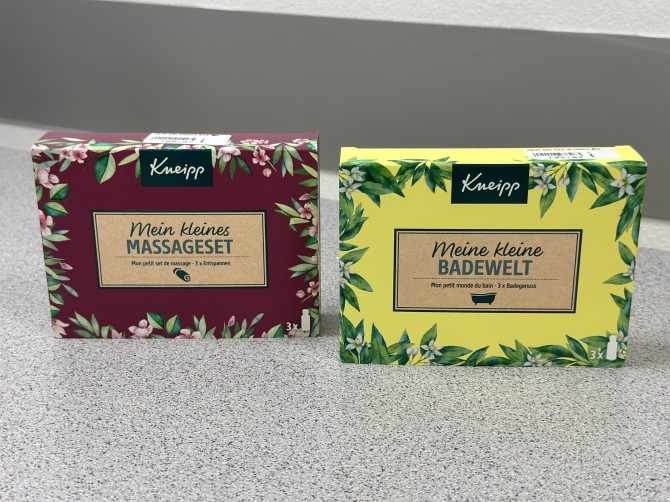 Kneipp
Mein kleines
MASSAGESET
Mon petit set de massage · 3 x Entspannen
3x
Kneipp
Meine kleine
BADEWELT
Mon petit monde du bain · 3 x Badegenuss
3x